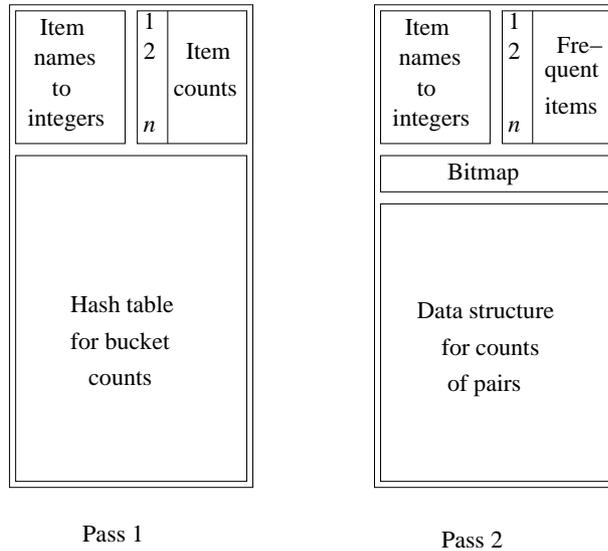 Item
names
to
integers
1
2
n
Item
counts
Hash table
for bucket
counts
Pass 1
Item
names
to
integers
1
2
n
Fre–
quent
items
Bitmap
Data structure
for counts
of pairs
Pass 2